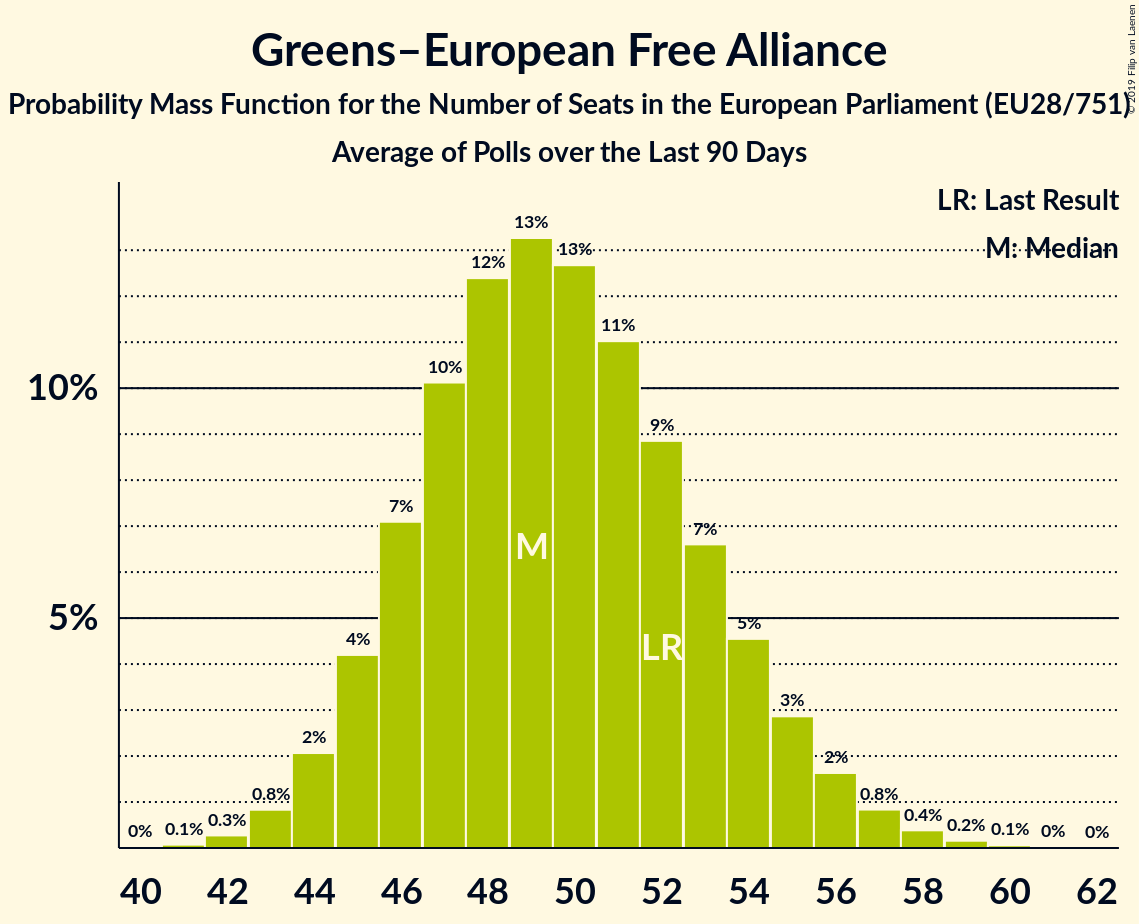 Greens–European Free Alliance
Probability Mass Function for the Number of Seats in the European Parliament (EU28/751)
© 2019 Filip van Laenen
Average of Polls over the Last 90 Days
LR: Last Result
M: Median
13%
13%
12%
11%
10%
10%
9%
7%
7%
M
5%
5%
4%
LR
3%
2%
2%
0.8%
0.8%
0%
0.1%
0.3%
0.4%
0.2%
0.1%
0%
0%
40 42 44 46 48 50 52 54 56 58 60 62